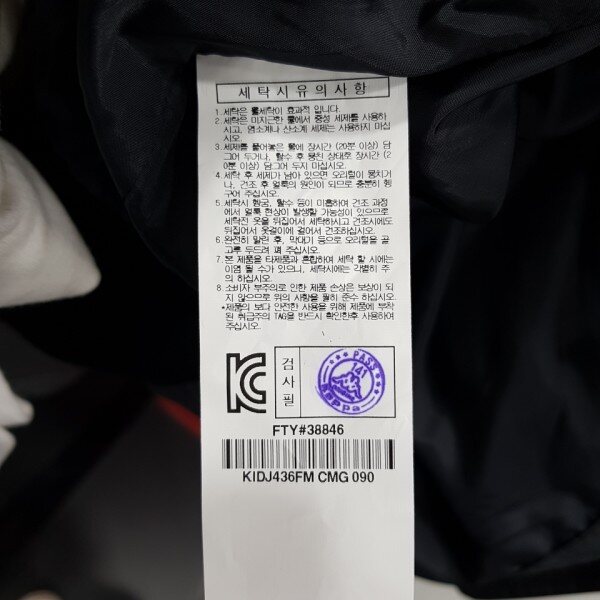 세탁시유의사항
1. 세탁은 물세탁이 효과적 입니다.
2. 세탁은 미지근한 물에서 중성 세제를 사용하
시고, 염소계나 산소계 세제는 사용하지 마십
시오.
3. 세제를 풀어놓은 물에 장시간 (20분 이상) 담
그어 두거나, 탈수 후 뭉친 상태로 장시간 (2
0분 이상) 담그어 두지 마십시오.
4. 세탁 후 세제가 남아 있으면 오리털이 뭉치거
나, 건조 후 얼룩의 원인이 되므로 충분히 헹
구어 주십시오.
5. 세탁시 헹굼, 탈수 등이 미흡하여 건조 과정
에서 얼룩 현상이 발생할 가능성이 있으므로
세탁전 옷을 뒤집어서 세탁하시고 건조시에도
뒤집어서 옷걸이에 걸어서 건조하십시오.
6. 완전히 말린 후, 막대기 등으로 오리털을 골
고루 두드려 펴 주십시오.
7. 본 제품을 타제품과 혼합하여 세탁 할 시에는
이염 될 수가 있으니, 세탁시에는 각별히 주
의 하십시오.
8. 소비자 부주의로 인한 제품 손상은 보상이 되
지 않으므로 위의 사항을 필히 준수 하십시오.
*제품의 보다 안전한 사용을 위해 제품에 부착
된 취급주의 TAG을 반드시 확인한후 사용하여
주십시오.
KC
검사필
PASS
41
Kappa
FTY#38846
KIDJ436FM CMG 090